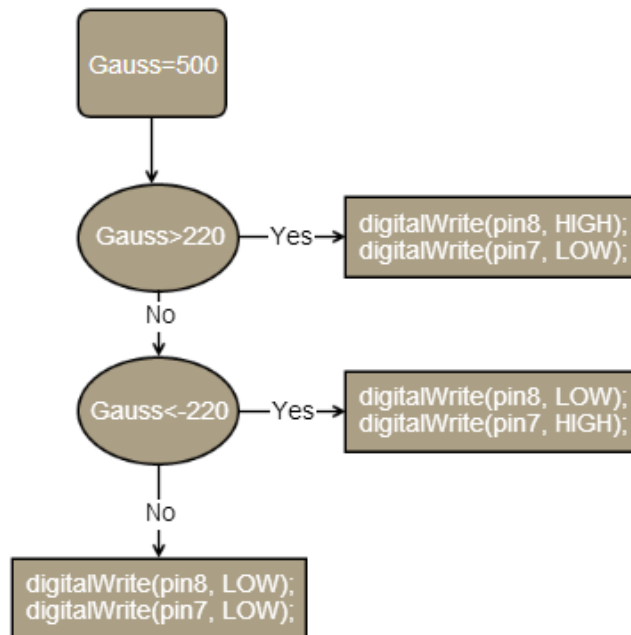 Gauss=500
Gauss>220
Yes
digitalWrite(pin8, HIGH);
digitalWrite(pin7, LOW);
No
Gauss<-220
Yes
digitalWrite(pin8, LOW);
digitalWrite(pin7, HIGH);
No
digitalWrite(pin8, LOW);
digitalWrite(pin7, LOW);